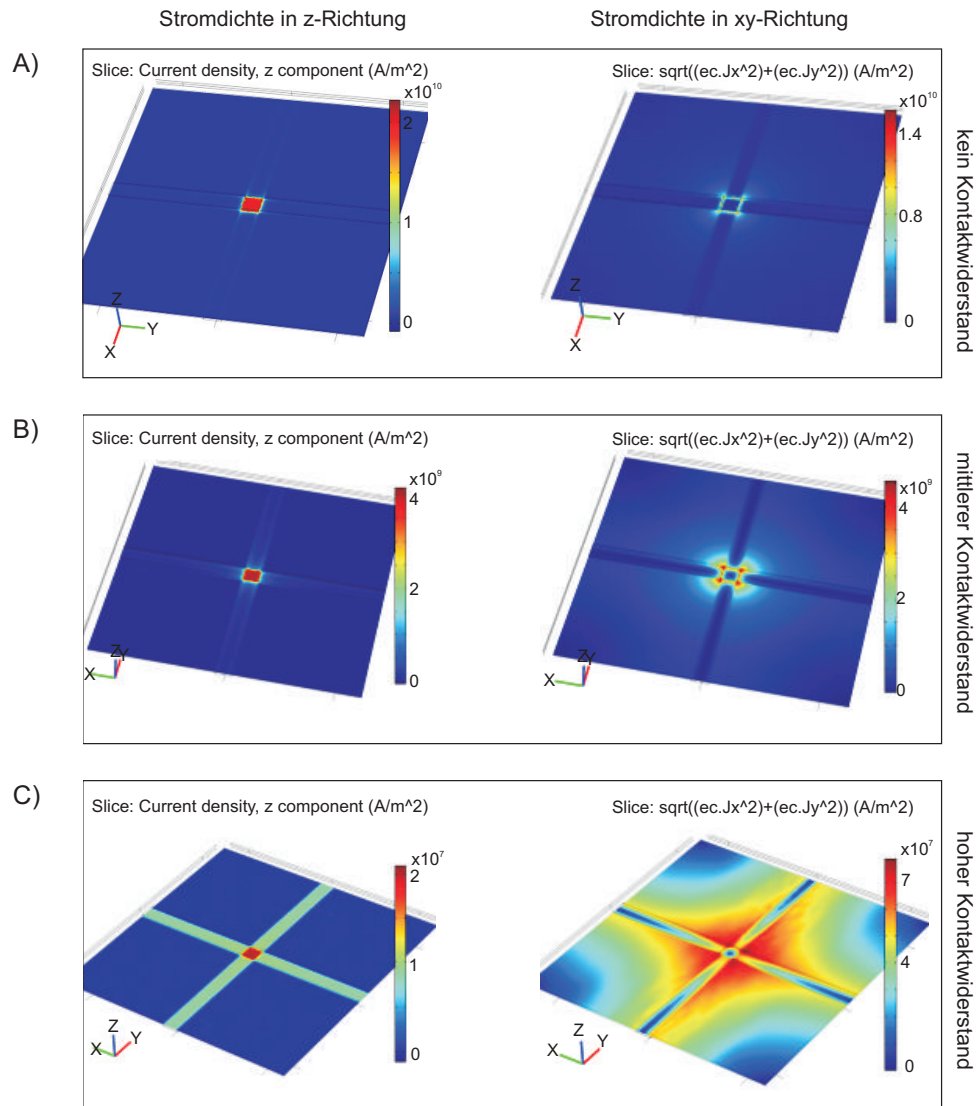 Stromdichte in z-Richtung
Stromdichte in xy-Richtung
A)
Slice: Current density, z component (A/m^2)
x10^10
2
1
0
Z
Y
X
Slice: sqrt((ec.Jx^2)+(ec.Jy^2)) (A/m^2)
x10^10
1.4
0.8
0
Z
Y
X
kein Kontaktwiderstand
B)
Slice: Current density, z component (A/m^2)
x10^9
4
2
0
Z
Y
X
Slice: sqrt((ec.Jx^2)+(ec.Jy^2)) (A/m^2)
x10^9
4
2
0
Z
Y
X
mittlerer Kontaktwiderstand
C)
Slice: Current density, z component (A/m^2)
x10^7
2
1
0
Z
Y
X
Slice: sqrt((ec.Jx^2)+(ec.Jy^2)) (A/m^2)
x10^7
7
4
0
Z
Y
X
hoher Kontaktwiderstand